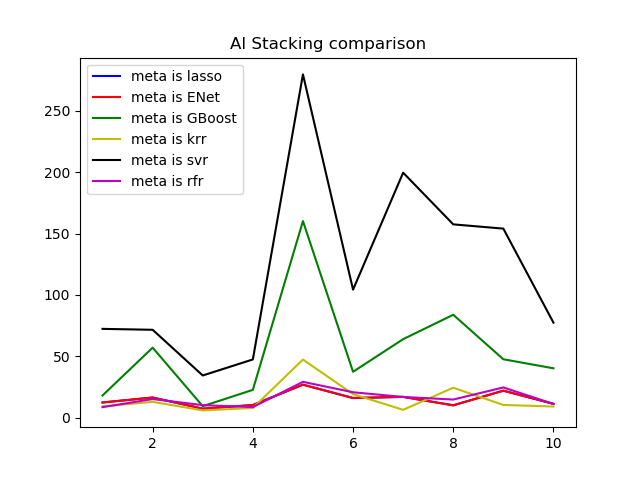 Al Stacking comparison
meta is lasso
meta is ENet
meta is GBoost
meta is krr
meta is svr
meta is rfr
250
200
150
100
50
0
2 4 6 8 10